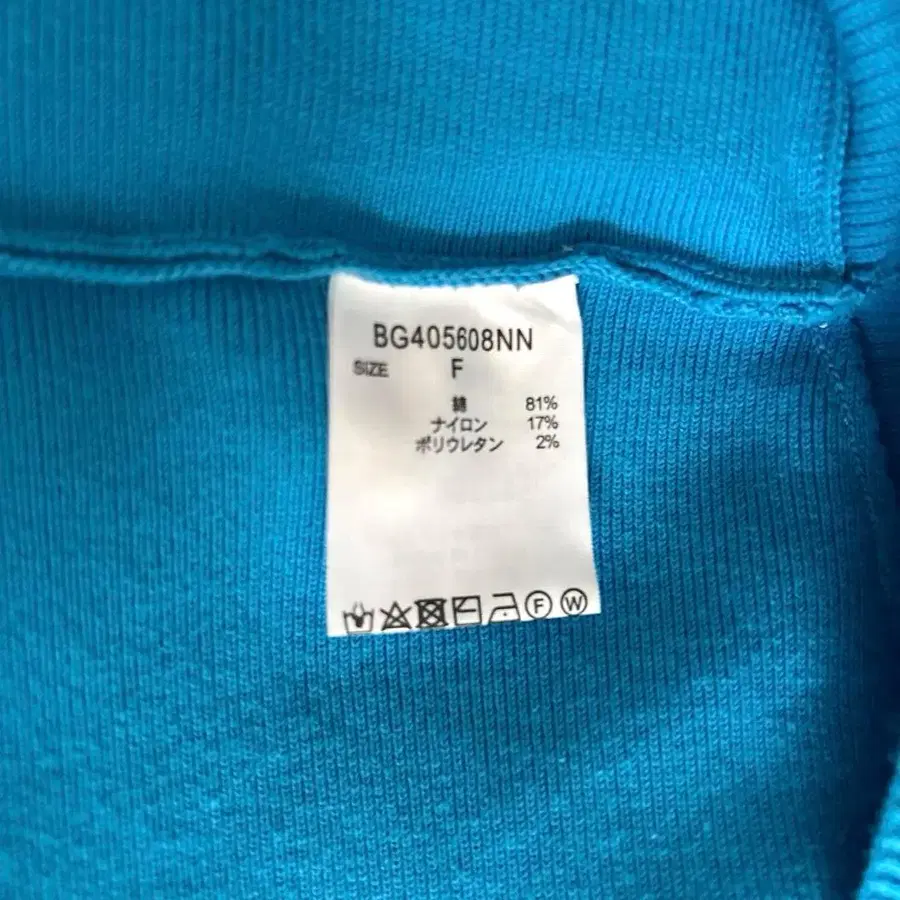 BG405608NN
SIZE F
綿 81%
ナイロン 17%
ポリウレタン 2%
F W